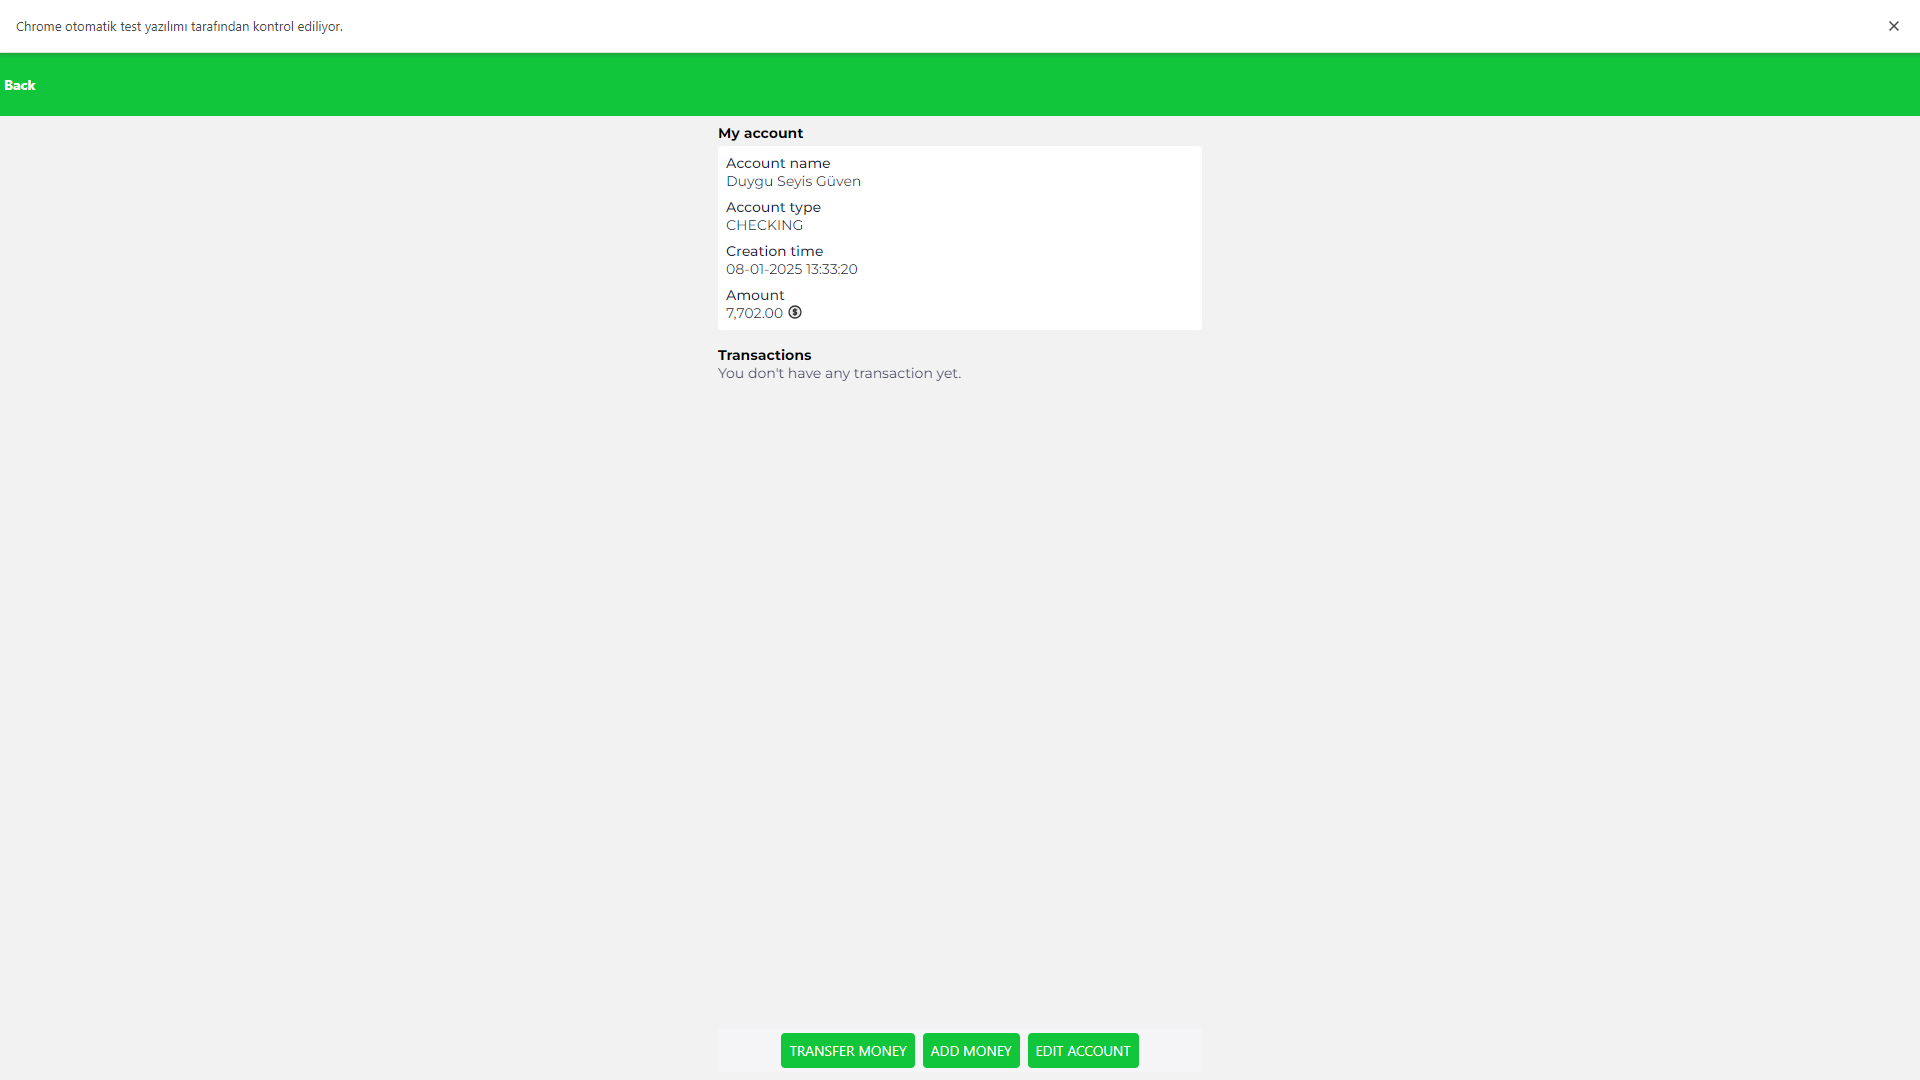 Chrome otomatik test yazılımı tarafından kontrol ediliyor.
Back
My account
Account name
Duygu Seyis Güven
Account type
CHECKING
Creation time
08-01-2025 13:33:20
Amount
7,702.00
Transactions
You don't have any transaction yet.
TRANSFER MONEY ADD MONEY EDIT ACCOUNT